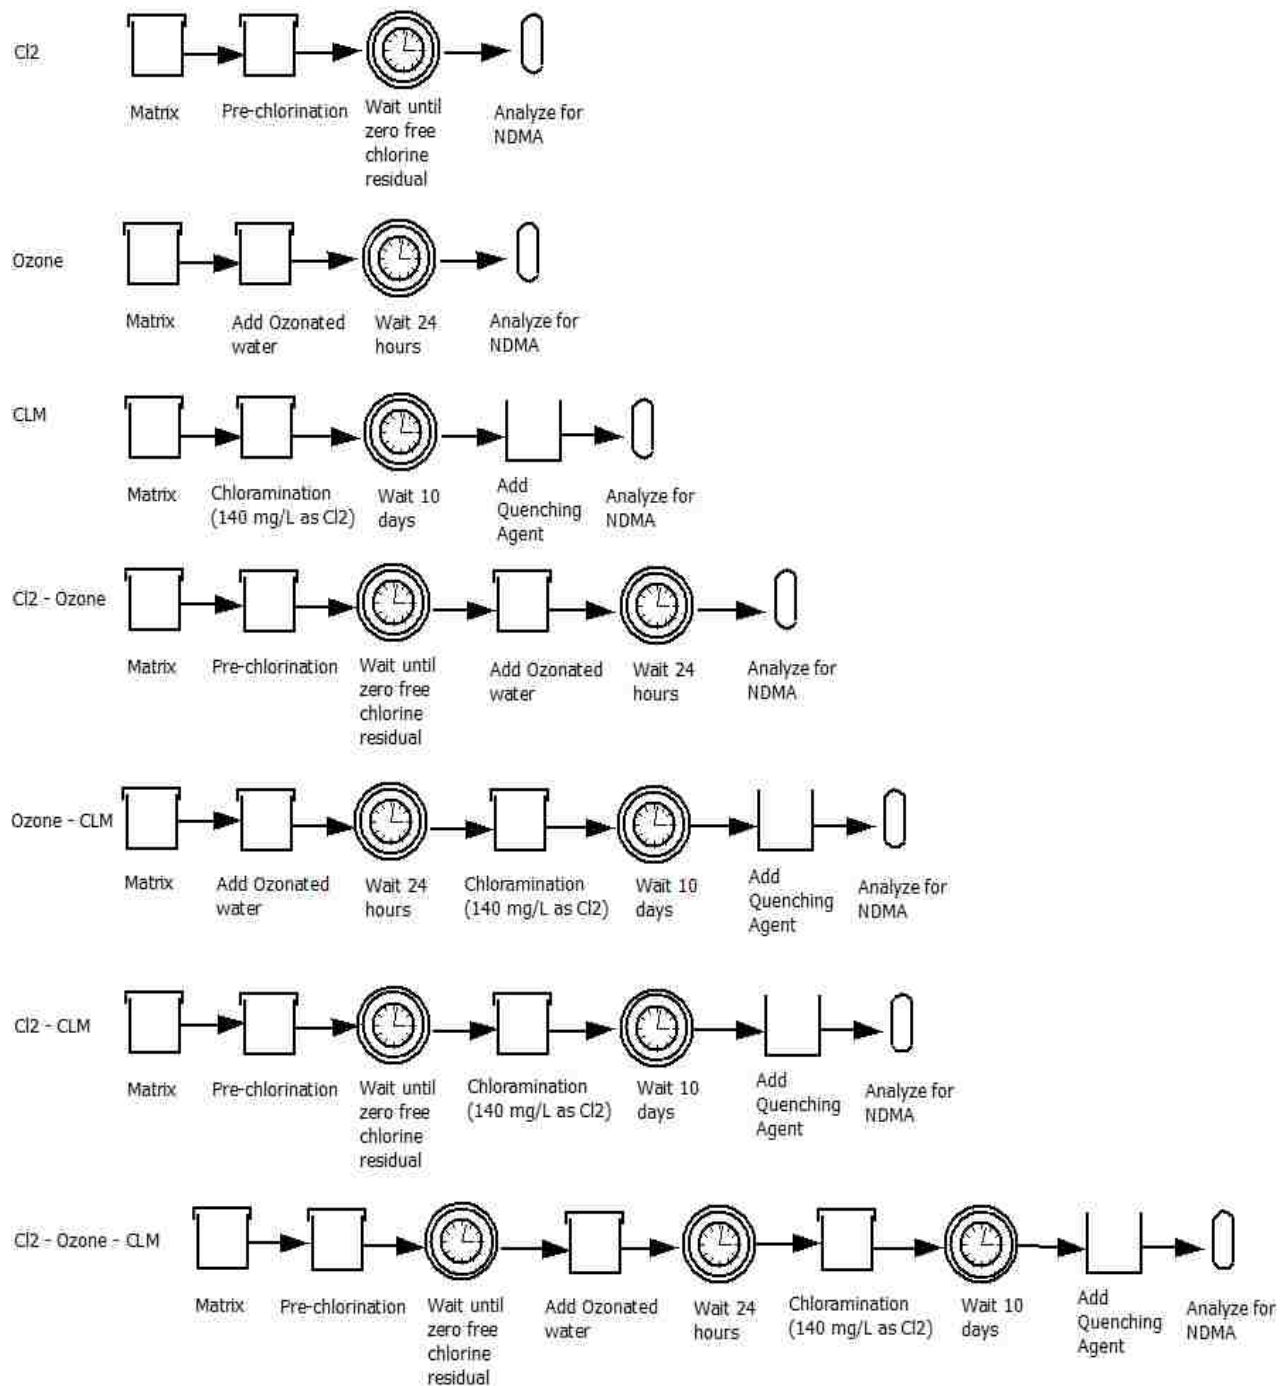 Cl2
Matrix
Pre-chlorination
Wait until
zero free
chlorine
residual
Analyze for
NDMA
Ozone
Matrix
Add Ozonated
water
Wait 24
hours
Analyze for
NDMA
CLM
Matrix
Chloramination
(140 mg/L as Cl2)
Wait 10
days
Add
Quenching
Agent
Analyze for
NDMA
Cl2 - Ozone
Matrix
Pre-chlorination
Wait until
zero free
chlorine
residual
Add Ozonated
water
Wait 24
hours
Analyze for
NDMA
Ozone - CLM
Matrix
Add Ozonated
water
Wait 24
hours
Chloramination
(140 mg/L as Cl2)
Wait 10
days
Add
Quenching
Agent
Analyze for
NDMA
Cl2 - CLM
Matrix
Pre-chlorination
Wait until
zero free
chlorine
residual
Chloramination
(140 mg/L as Cl2)
Wait 10
days
Add
Quenching
Agent
Analyze for
NDMA
Cl2 - Ozone - CLM
Matrix
Pre-chlorination
Wait until
zero free
chlorine
residual
Add Ozonated
water
Wait 24
hours
Chloramination
(140 mg/L as Cl2)
Wait 10
days
Add
Quenching
Agent
Analyze for
NDMA